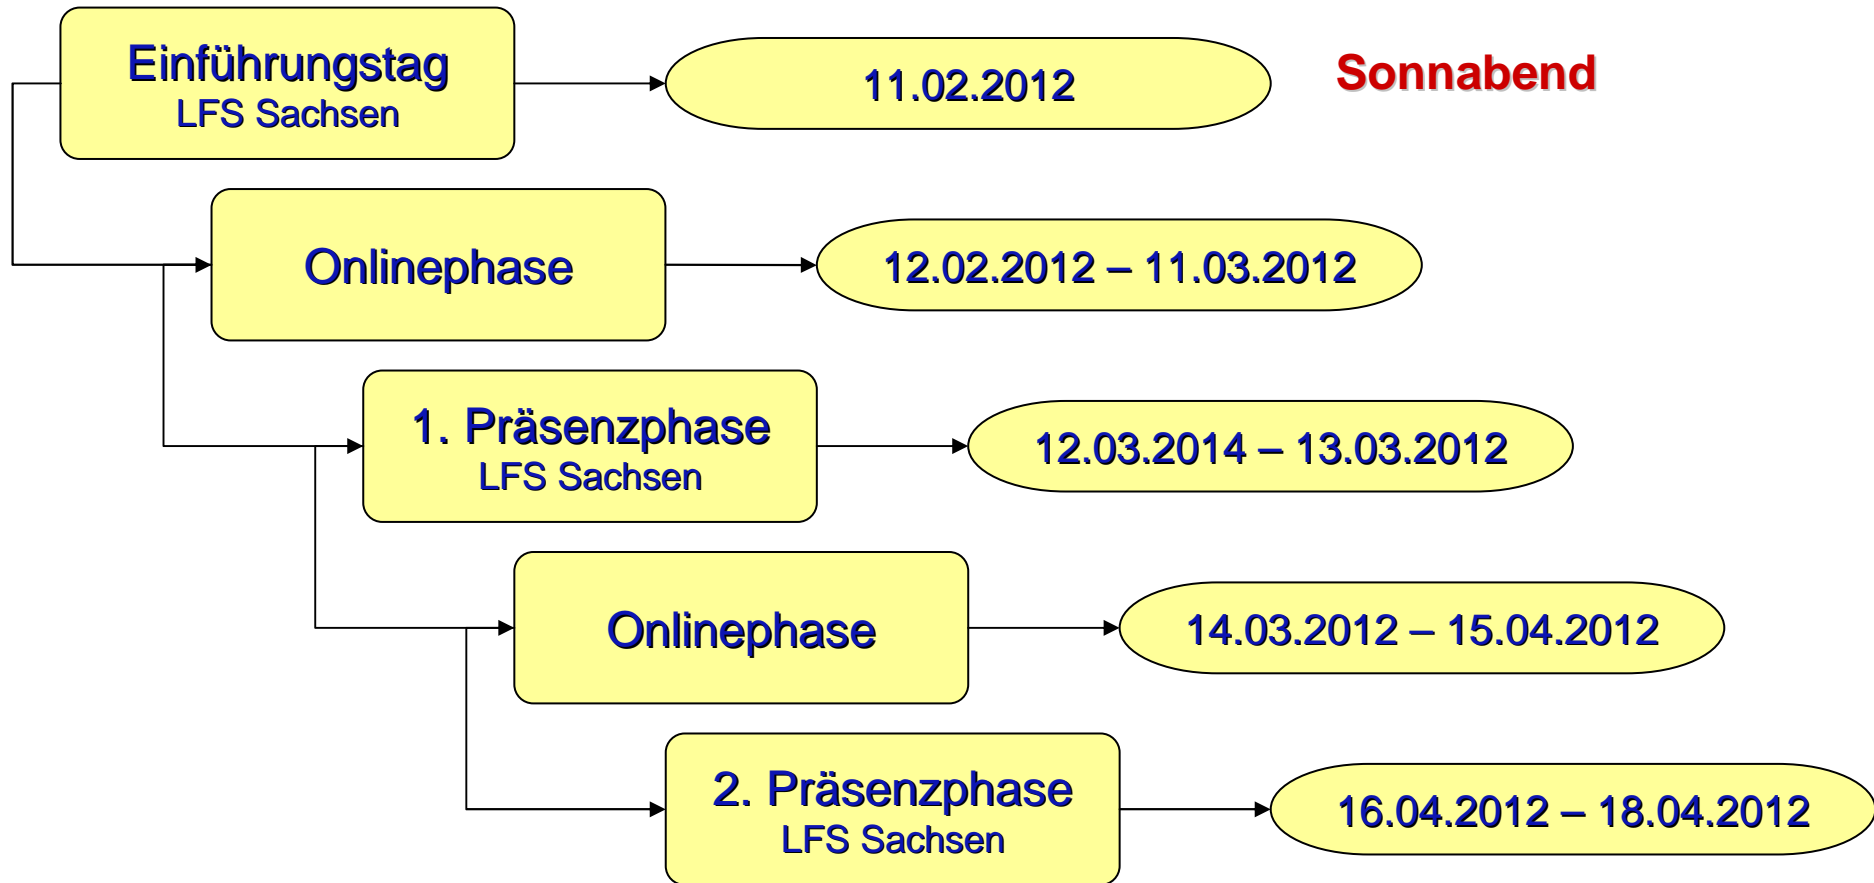 Einführungstag
LFS Sachsen
11.02.2012
Sonnabend
Onlinephase
12.02.2012 – 11.03.2012
1. Präsenzphase
LFS Sachsen
12.03.2014 – 13.03.2012
Onlinephase
14.03.2012 – 15.04.2012
2. Präsenzphase
LFS Sachsen
16.04.2012 – 18.04.2012